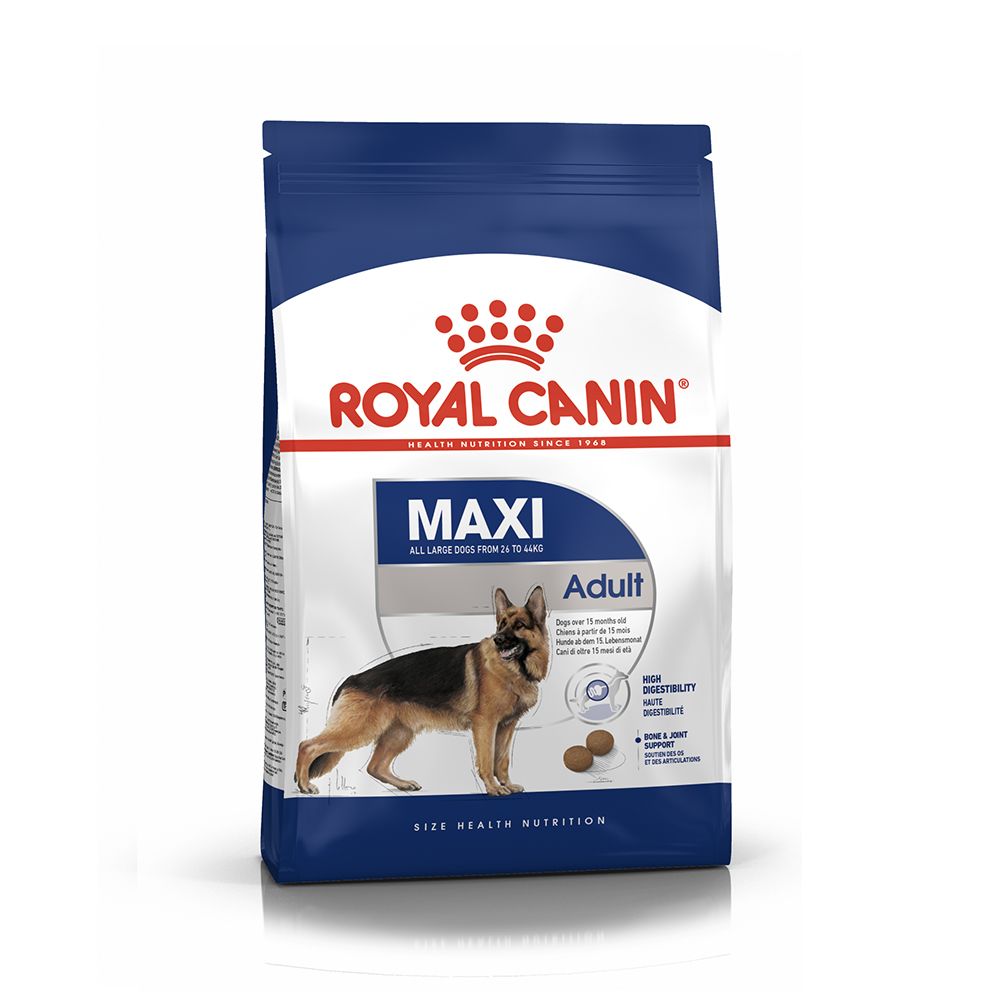 ROYAL CANIN®
HEALTH NUTRITION SINCE 1968
MAXI
ALL LARGE DOGS FROM 26 TO 44KG
Adult
Dogs over 15 months old
Chiens à partir de 15 mois
Hunde ab dem 15. Lebensmonat
Cani di oltre 15 mesi di età
HIGH
DIGESTIBILITY
HAUTE
DIGESTIBILITÉ
BONE & JOINT
SUPPORT
SOUTIEN DES OS
ET DES ARTICULATIONS
SIZE HEALTH NUTRITION